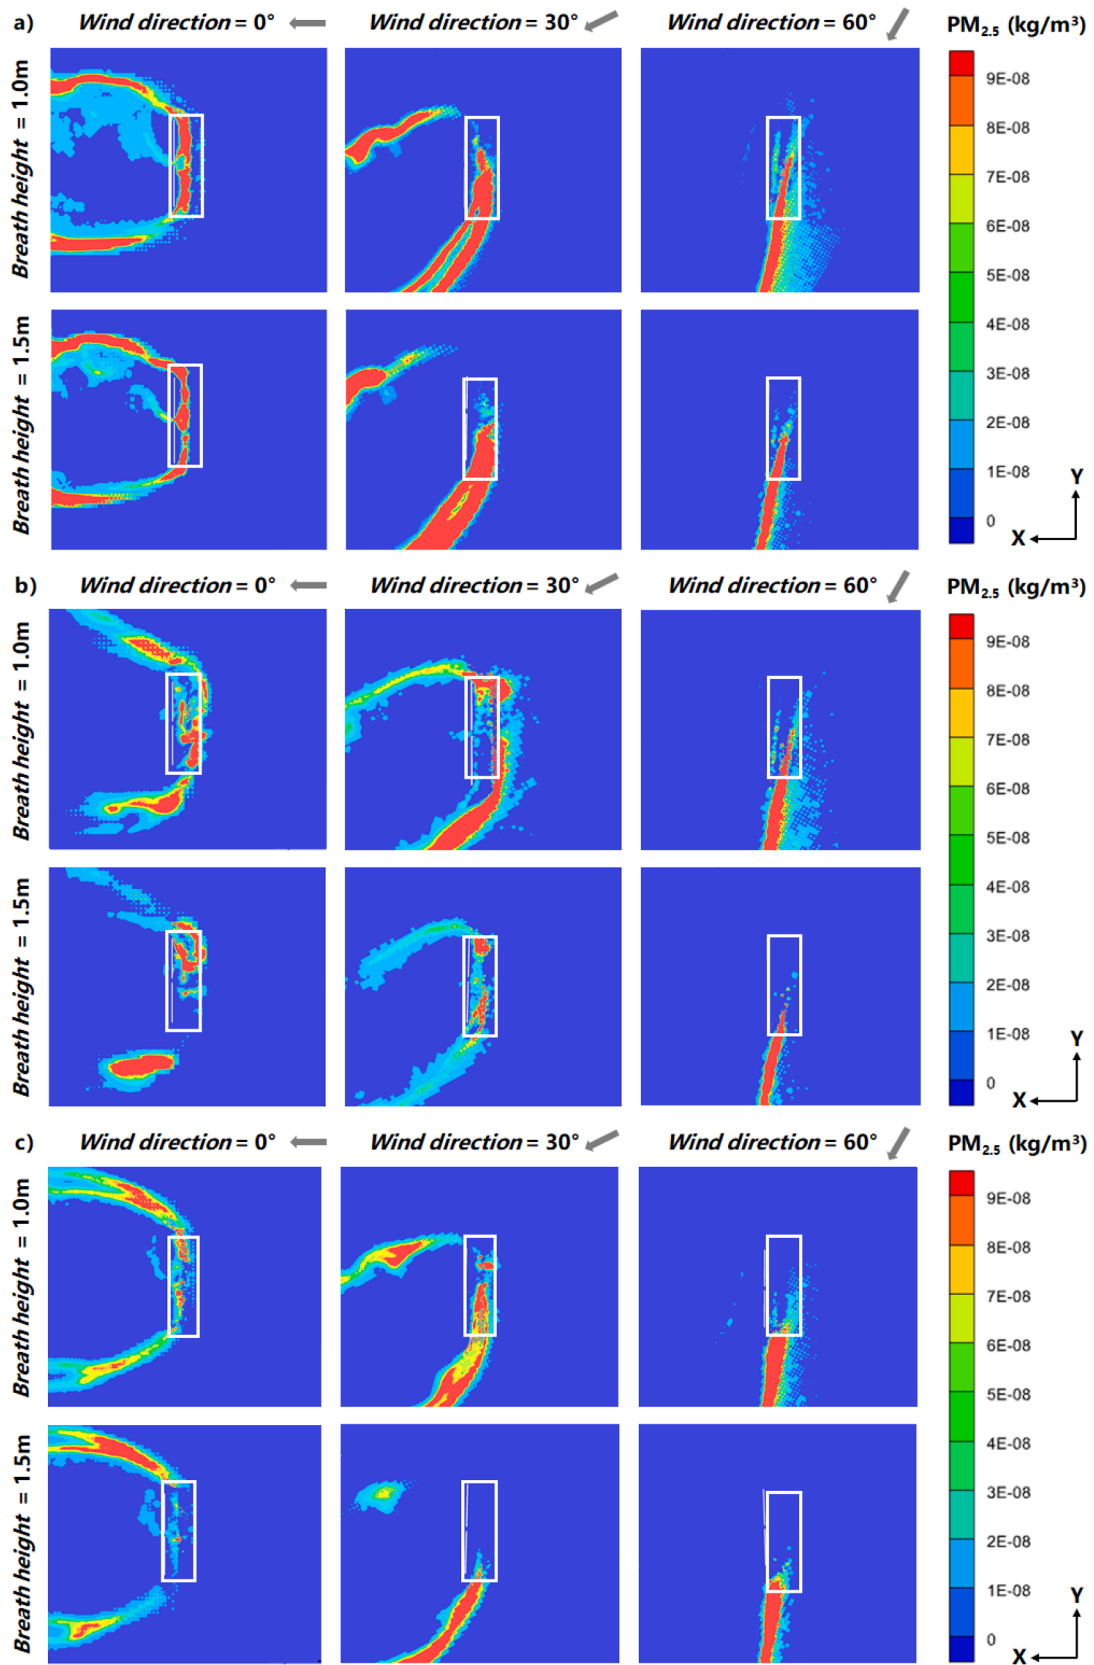 a) Wind direction = 0° Wind direction = 30° Wind direction = 60° PM2.5 (kg/m³)
Breath height = 1.0m
9E-08
8E-08
7E-08
6E-08
5E-08
Breath height = 1.5m
4E-08
3E-08
2E-08
1E-08
0
Y
X
b) Wind direction = 0° Wind direction = 30° Wind direction = 60° PM2.5 (kg/m³)
Breath height = 1.0m
9E-08
8E-08
7E-08
6E-08
5E-08
Breath height = 1.5m
4E-08
3E-08
2E-08
1E-08
0
Y
X
c) Wind direction = 0° Wind direction = 30° Wind direction = 60° PM2.5 (kg/m³)
Breath height = 1.0m
9E-08
8E-08
7E-08
6E-08
5E-08
Breath height = 1.5m
4E-08
3E-08
2E-08
1E-08
0
Y
X